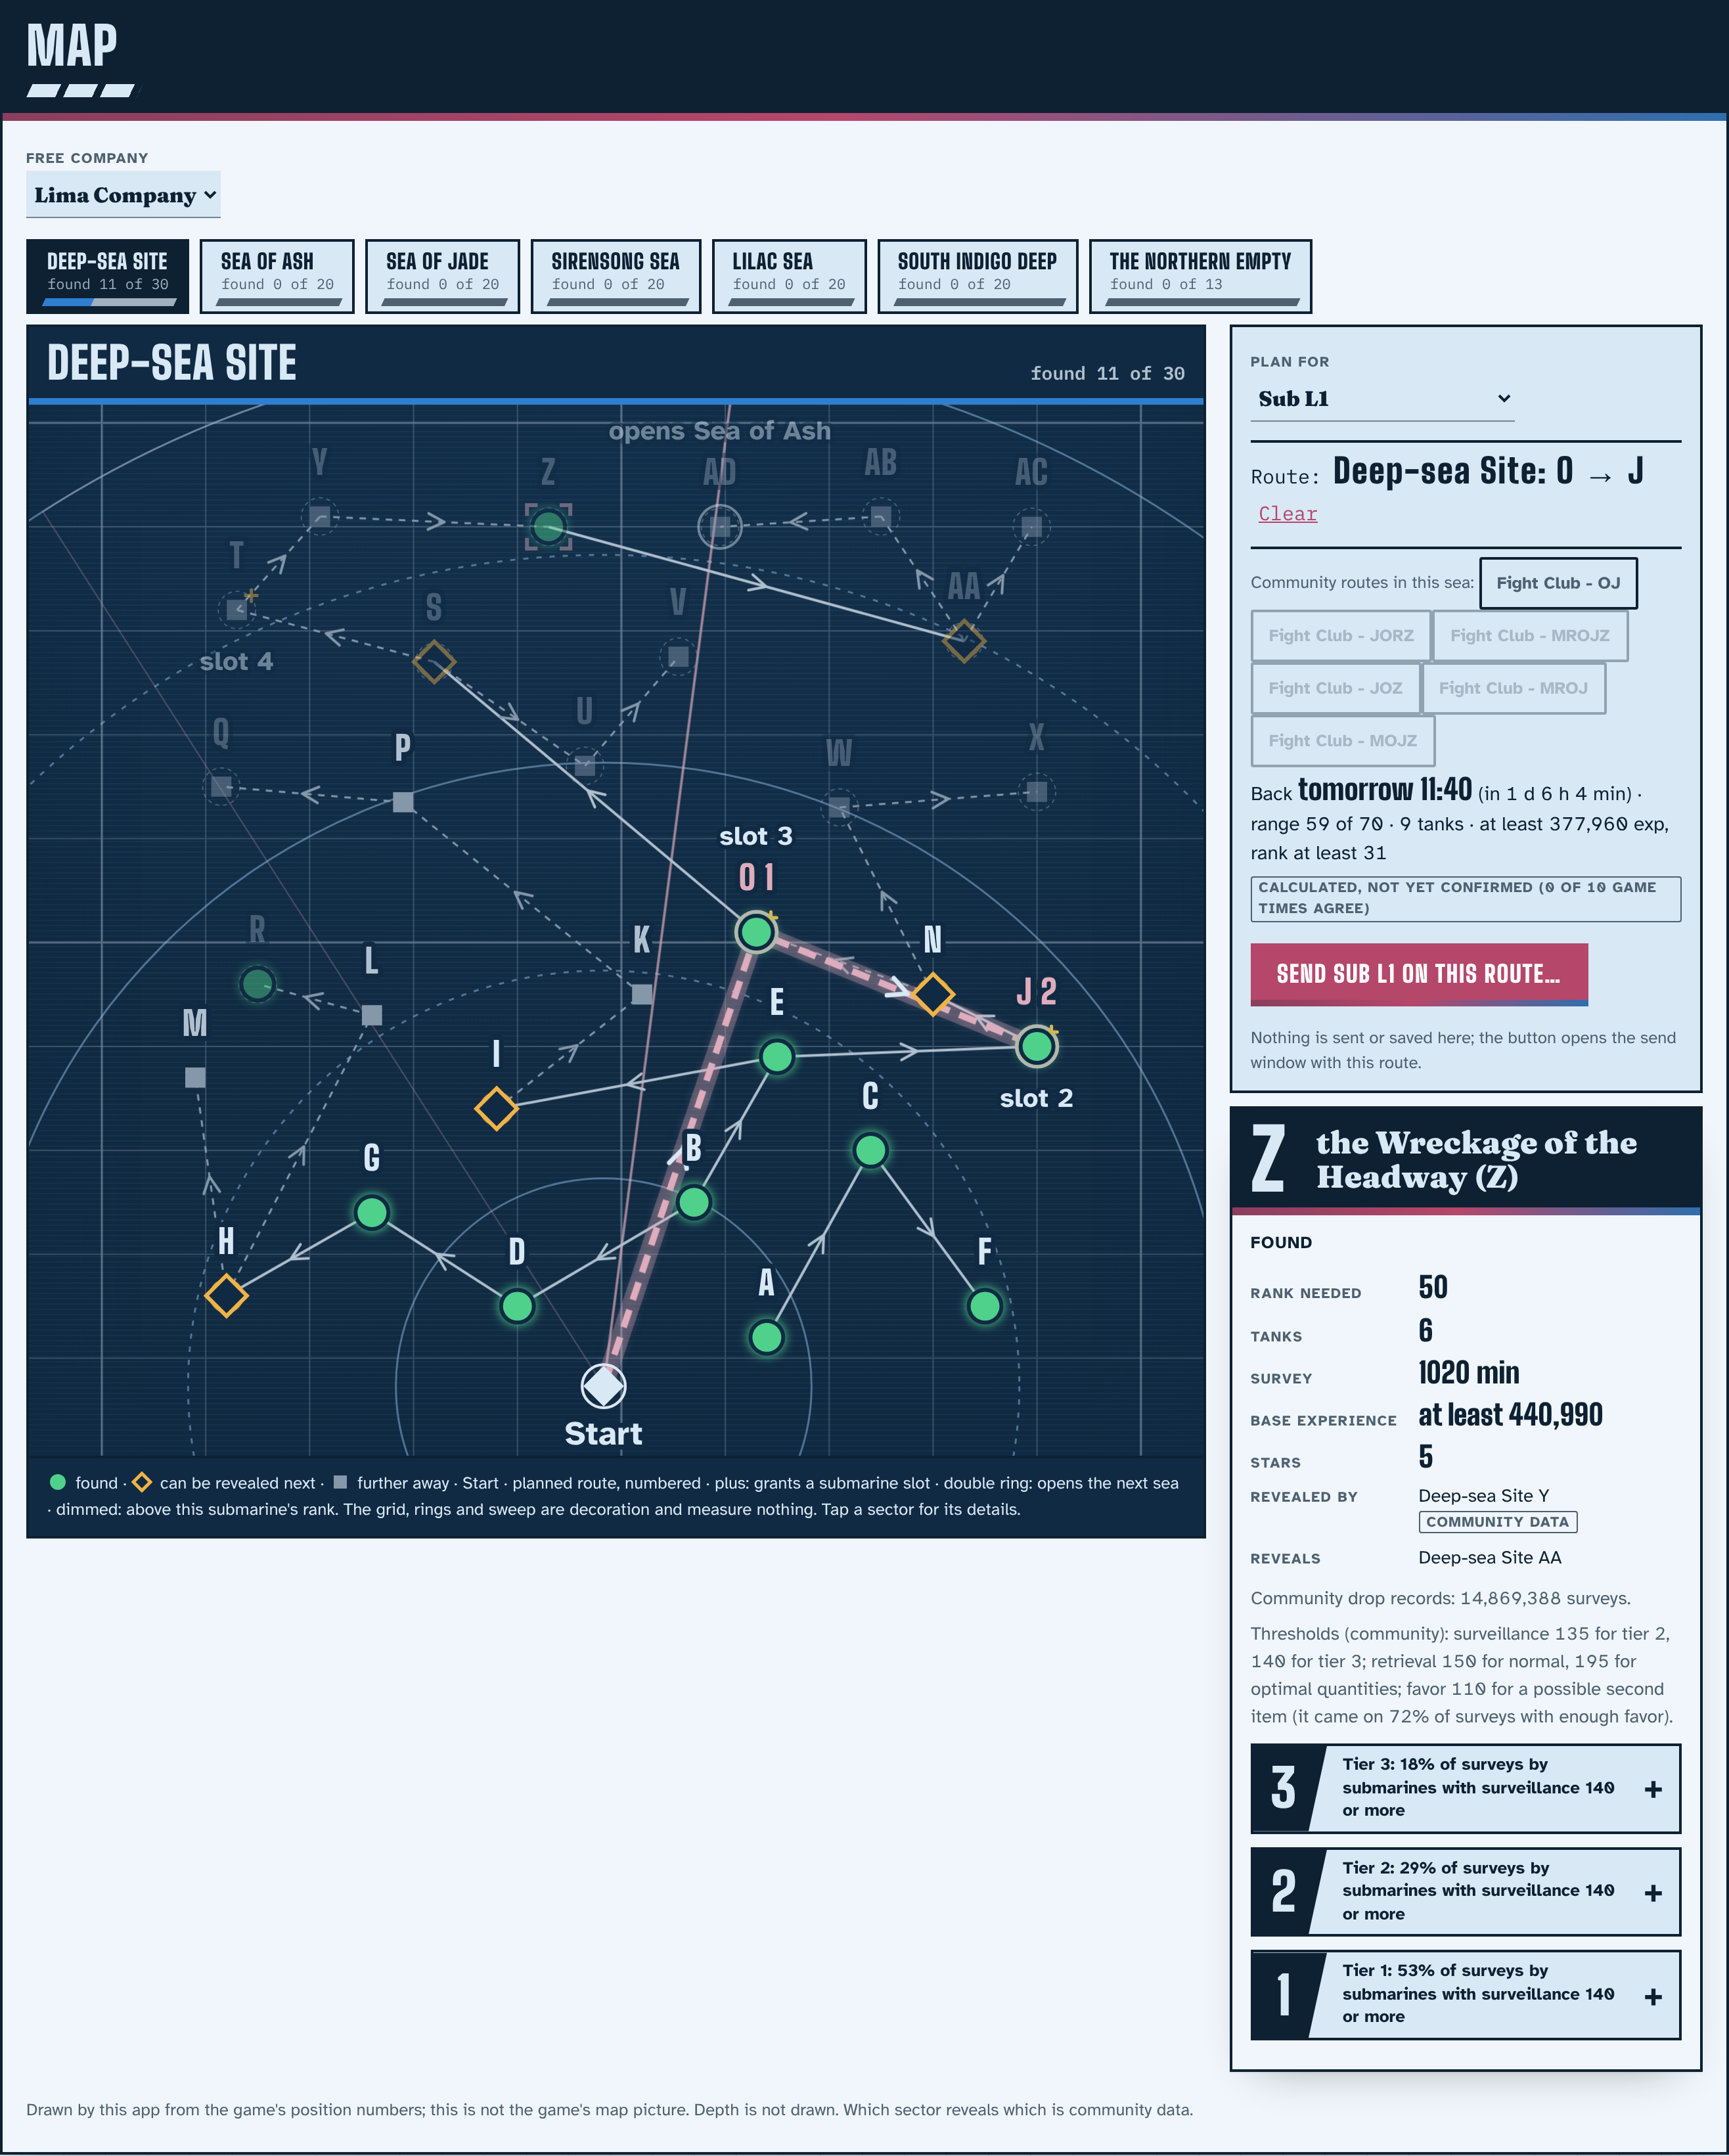 MAP
FREE COMPANY
Lima Company
DEEP-SEA SITE
found 11 of 30
SEA OF ASH
found 0 of 20
SEA OF JADE
found 0 of 20
SIRENSONG SEA
found 0 of 20
LILAC SEA
found 0 of 20
SOUTH INDIGO DEEP
found 0 of 20
THE NORTHERN EMPTY
found 0 of 13
DEEP-SEA SITE
found 11 of 30
opens Sea of Ash
Y
Z
AD
AB
AC
T
S
V
AA
slot 4
Q
P
U
W
X
slot 3
O 1
R
L
K
N
M
E
J 2
I
C
slot 2
G
B
H
D
A
F
Start
found · can be revealed next · further away · Start · planned route, numbered · plus: grants a submarine slot · double ring: opens the next sea
· dimmed: above this submarine's rank. The grid, rings and sweep are decoration and measure nothing. Tap a sector for its details.
PLAN FOR
Sub L1
Route: Deep-sea Site: O → J
Clear
Community routes in this sea: Fight Club - OJ
Fight Club - JORZ Fight Club - MROJZ
Fight Club - JOZ Fight Club - MROJ
Fight Club - MOJZ
Back tomorrow 11:40 (in 1 d 6 h 4 min) ·
range 59 of 70 · 9 tanks · at least 377,960 exp,
rank at least 31
CALCULATED, NOT YET CONFIRMED (0 OF 10 GAME
TIMES AGREE)
SEND SUB L1 ON THIS ROUTE...
Nothing is sent or saved here; the button opens the send
window with this route.
Z
the Wreckage of the
Headway (Z)
FOUND
RANK NEEDED 50
TANKS 6
SURVEY 1020 min
BASE EXPERIENCE at least 440,990
STARS 5
REVEALED BY Deep-sea Site Y
COMMUNITY DATA
REVEALS Deep-sea Site AA
Community drop records: 14,869,388 surveys.
Thresholds (community): surveillance 135 for tier 2,
140 for tier 3; retrieval 150 for normal, 195 for
optimal quantities; favor 110 for a possible second
item (it came on 72% of surveys with enough favor).
3
Tier 3: 18% of surveys by
submarines with surveillance 140
or more
+
2
Tier 2: 29% of surveys by
submarines with surveillance 140
or more
+
1
Tier 1: 53% of surveys by
submarines with surveillance 140
or more
+
Drawn by this app from the game's position numbers; this is not the game's map picture. Depth is not drawn. Which sector reveals which is community data.